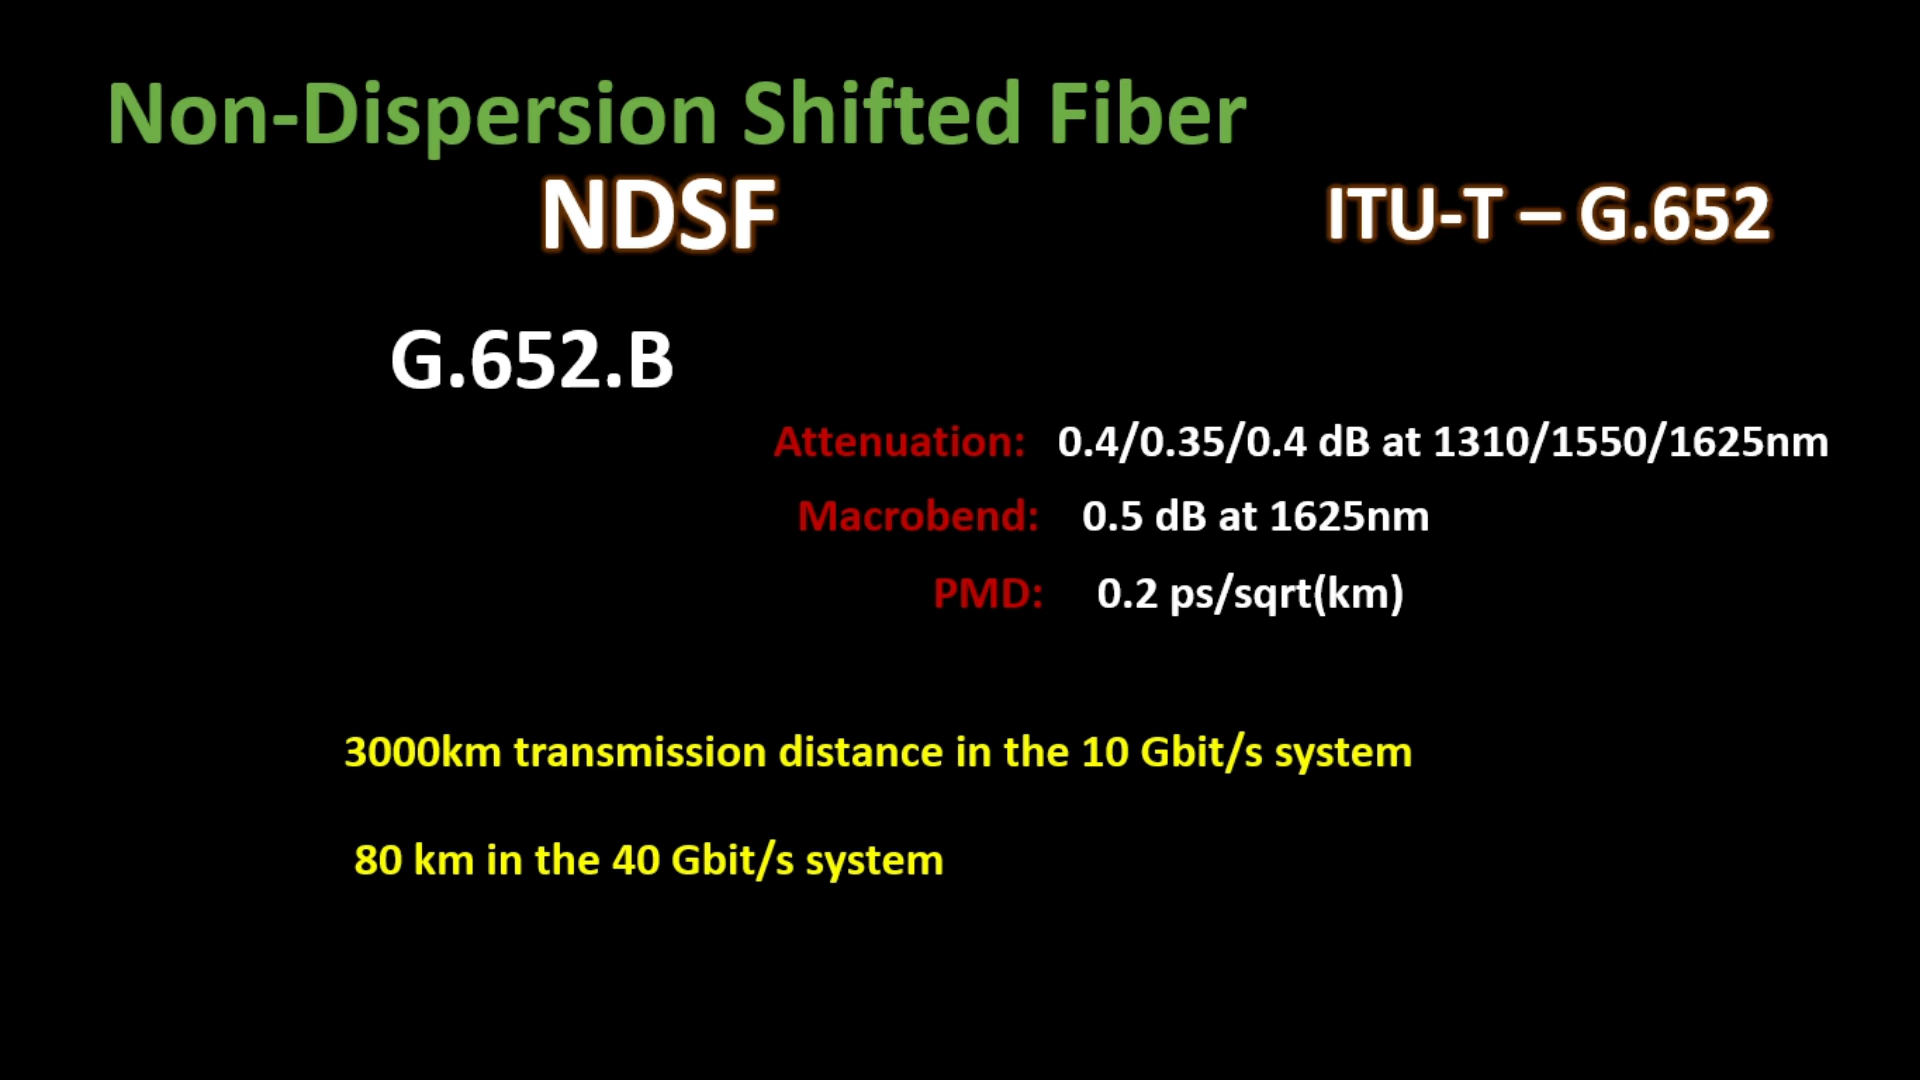 Non-Dispersion Shifted Fiber
NDSF
ITU-T – G.652
G.652.B
Attenuation: 0.4/0.35/0.4 dB at 1310/1550/1625nm
Macrobend: 0.5 dB at 1625nm
PMD: 0.2 ps/sqrt(km)
3000km transmission distance in the 10 Gbit/s system
80 km in the 40 Gbit/s system